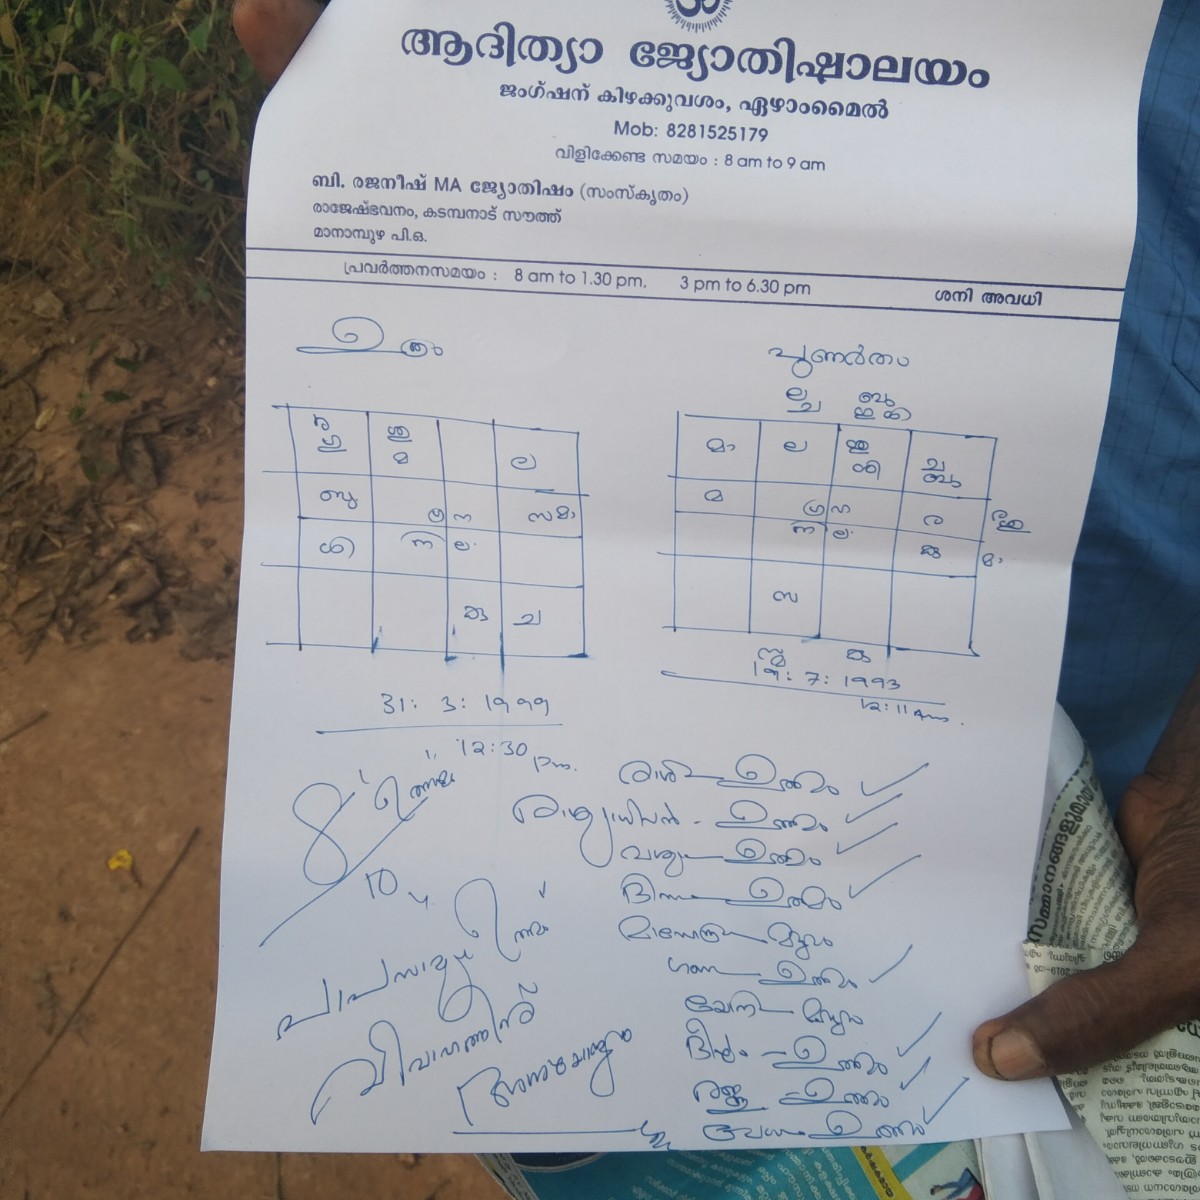 ആദിത്യാ ജ്യോതിഷാലയം
ജംഗ്ഷന് കിഴക്കുവശം, ഏഴാംമൈൽ
Mob: 8281525179
വിളിക്കേണ്ട സമയം : 8 am to 9 am
ബി. രജനീഷ് MA ജ്യോതിഷം (സംസ്കൃതം)
രാജേഷ്ഭവനം, കടമ്പനാട് സൗത്ത്
മാനാമ്പുഴ പി.ഒ.
പ്രവർത്തനസമയം : 8 am to 1.30 pm. 3 pm to 6.30 pm ശനി അവധി
ഉത്രം
പുണർതം
ല
ബു
ശി
ഗ്ര ന
നി ല
കു ച
മാ ല
മ
ഗ്ര ന
ര
നി ല
മാ
31 : 3 : 1999
12:30 pm.
19 : 7 : 1993
12:11 Am.
രാശി ഉത്തമം
രാശ്യാധിപൻ - ഉത്തമം
വശ്യം ഉത്തമം
ദിനം ഉത്തമം
മാഹേന്ദ്രം മദ്ധ്യമം
ഗണം ഉത്തമം
യോനി മദ്ധ്യമം
ദീർഘം - ഉത്തമം
രജ്ജു ഉത്തമം
വേധം ഉത്തമം
8 ഉത്തമം
10
പാപസാമ്യം ഉത്തമം
വിവാഹത്തിന്
അനുയോജ്യം